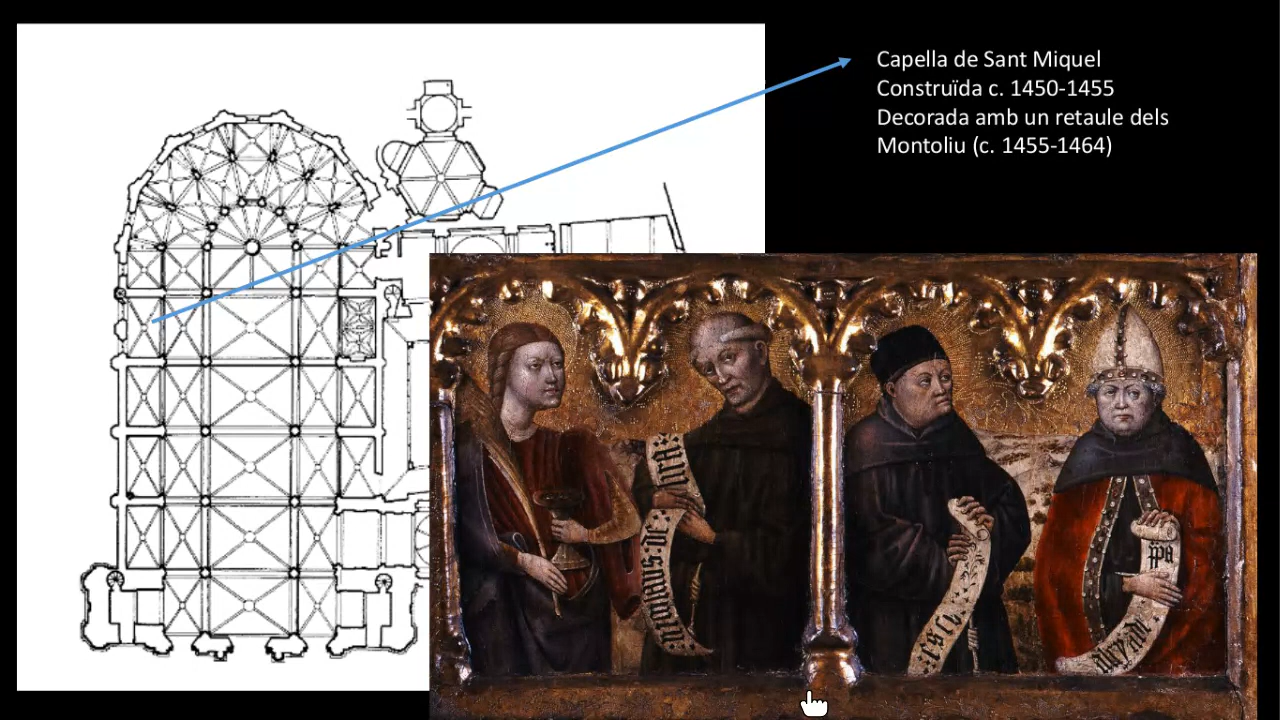 Capella de Sant Miquel
Construïda c. 1450-1455
Decorada amb un retaule dels
Montoliu (c. 1455-1464)